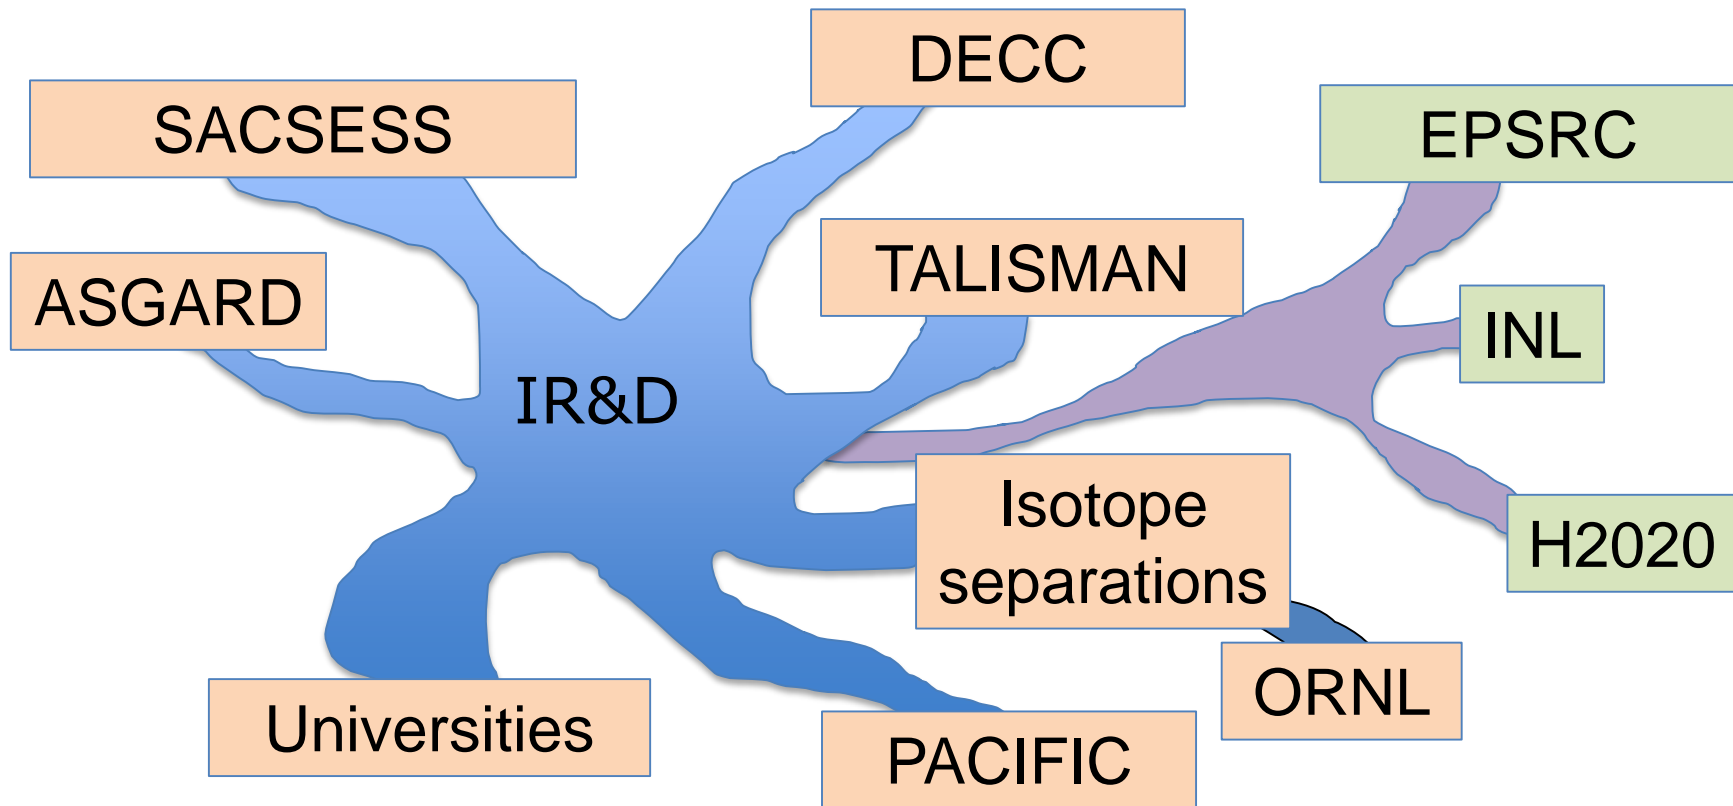 DECC
SACSESS
EPSRC
TALISMAN
ASGARD
INL
IR&D
Isotope
separations
H2020
ORNL
Universities
PACIFIC